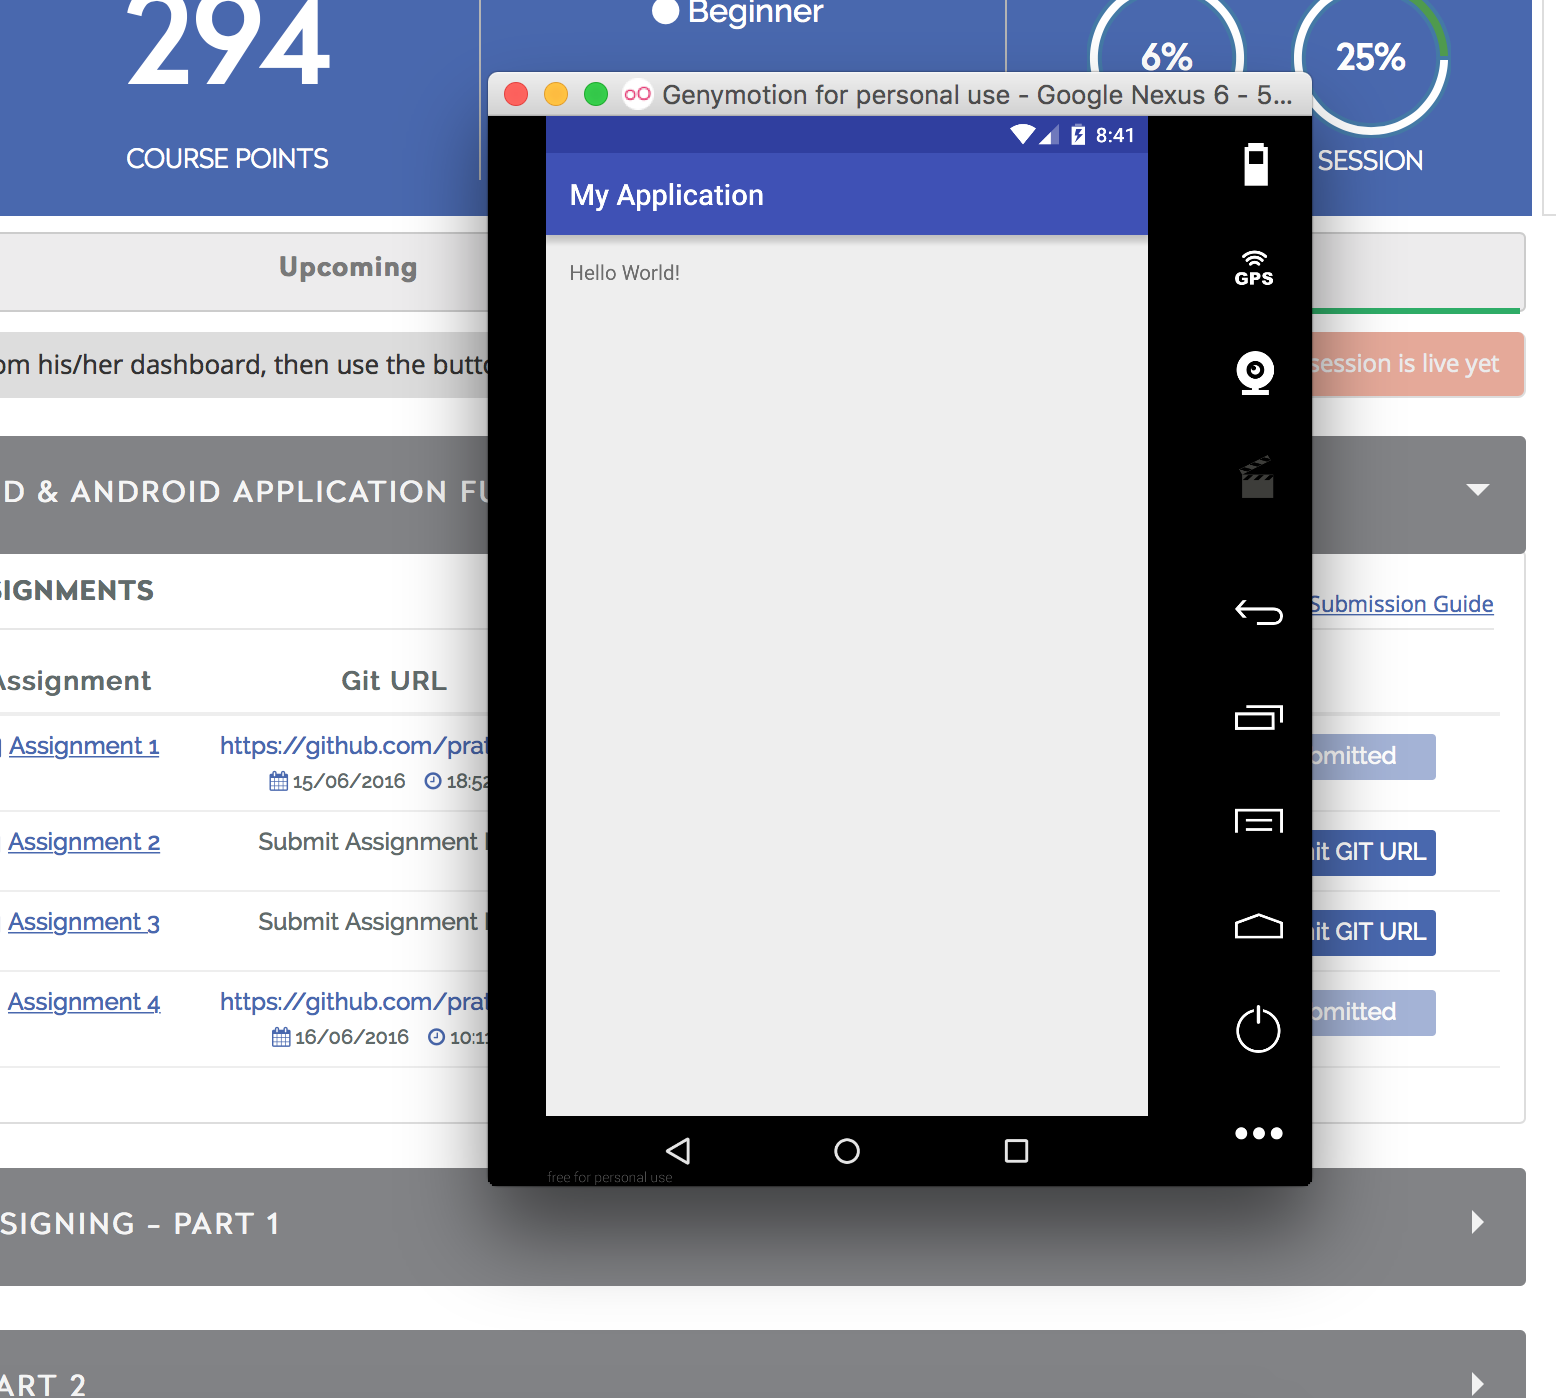 294
Beginner
6%
25%
COURSE POINTS
SESSION
Genymotion for personal use - Google Nexus 6 - 5...
8:41
My Application
Hello World!
GPS
Upcoming
om his/her dashboard, then use the butto
session is live yet
D & ANDROID APPLICATION FU
SIGNMENTS
Submission Guide
Assignment
Git URL
Assignment 1
https://github.com/prat
omitted
15/06/2016
18:52
Assignment 2
Submit Assignment
it GIT URL
Assignment 3
Submit Assignment
it GIT URL
Assignment 4
https://github.com/prat
omitted
16/06/2016
10:11
free for personal use
SIGNING – PART 1
ART 2